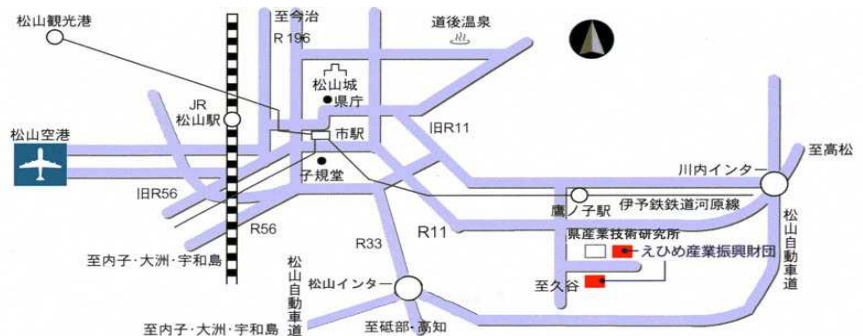 至今治
松山観光港
R 196
道後温泉
松山城
県庁
JR
松山駅
市駅
旧R11
松山空港
至高松
川内インター
子規堂
旧R56
鷹ノ子駅
伊予鉄鉄道河原線
R56
R11
R33
県産業技術研究所
えひめ産業振興財団
松山自動車道
至内子・大洲・宇和島
松山自動車道
松山インター
至久谷
至内子・大洲・宇和島
至砥部・高知